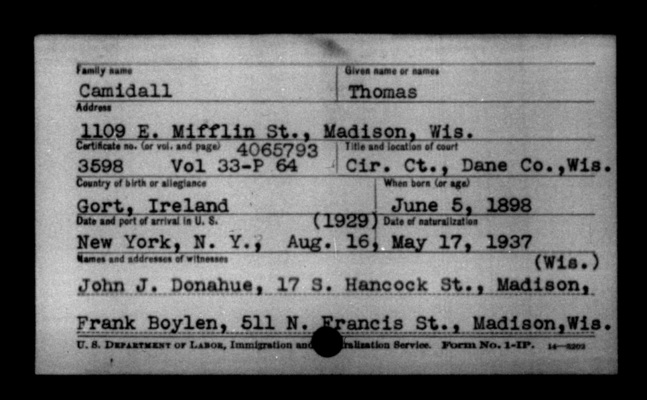 Family name Given name or names
Camidall Thomas
Address
1109 E. Mifflin St., Madison, Wis.
Certificate no. (or vol. and page) 4065793 Title and location of court
3598 Vol 33-P 64 Cir. Ct., Dane Co.,Wis.
Country of birth or allegiance When born (or age)
Gort, Ireland June 5, 1898
Date and port of arrival in U. S. (1929) Date of naturalization
New York, N. Y., Aug. 16, May 17, 1937
Names and addresses of witnesses (Wis.)
John J. Donahue, 17 S. Hancock St., Madison,
Frank Boylen, 511 N. Francis St., Madison,Wis.
U. S. DEPARTMENT OF LABOR, Immigration and ralization Service. Form No. 1-IP.